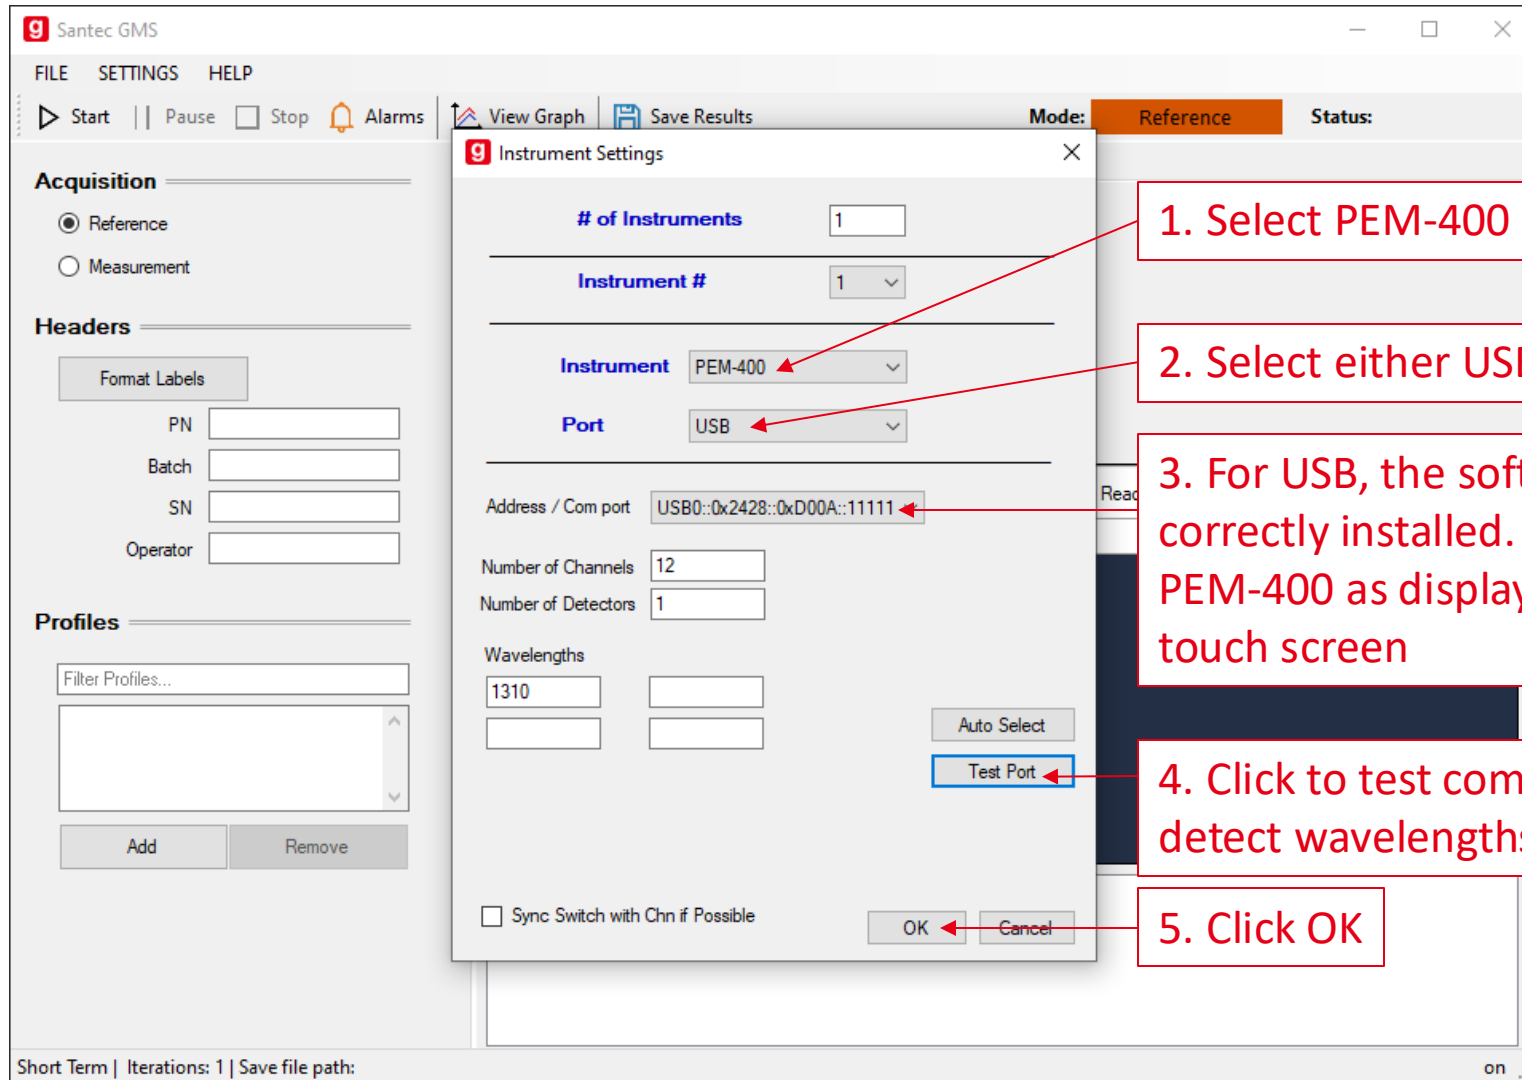 g Santec GMS
FILE SETTINGS HELP
Start Pause Stop Alarms View Graph Save Results Mode: Reference Status:
g Instrument Settings
Acquisition
Reference
Measurement
Headers
Format Labels
PN
Batch
SN
Operator
Profiles
Filter Profiles...
Add Remove
# of Instruments 1
Instrument # 1
Instrument PEM-400
Port USB
Address / Com port USB0::0x2428::0xD00A::11111
Number of Channels 12
Number of Detectors 1
Wavelengths
1310
Auto Select
Test Port
Sync Switch with Chn if Possible
OK Cancel
1. Select PEM-400
2. Select either
3. For USB, the
correctly installed.
PEM-400 as
touch screen
4. Click to test
detect
5. Click OK
Short Term | Iterations: 1 | Save file path:
on